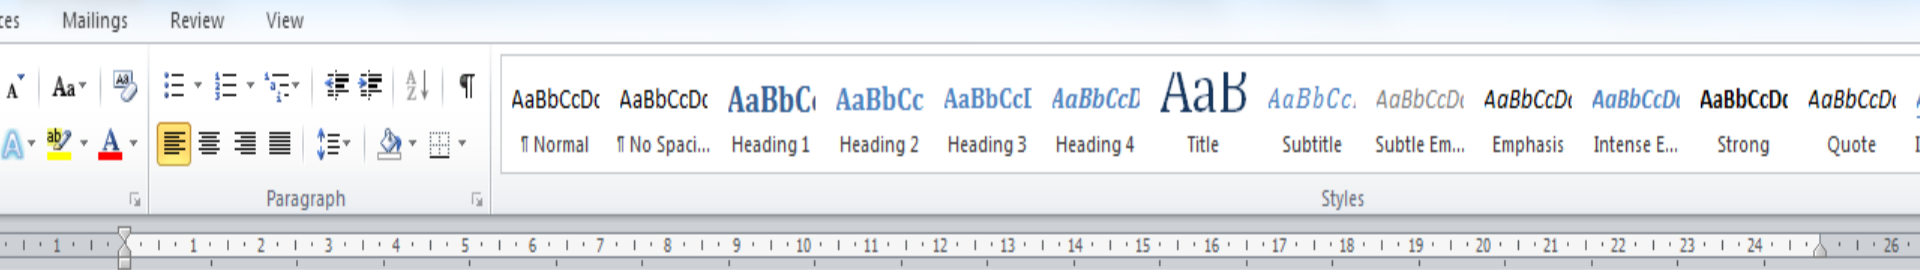 ces Mailings Review View
A Aa Aa A Z ¶ AaBbCcDc AaBbCcDc AaBbC AaBbCc AaBbCcI AaBbCcD AaB AaBbCc. AaBbCcDc AaBbCcDc AaBbCcDc AaBbCcDc AaBbCcDc
A ab A ¶ Normal ¶ No Spaci... Heading 1 Heading 2 Heading 3 Heading 4 Title Subtitle Subtle Em... Emphasis Intense E... Strong Quote
Paragraph Styles
1 1 2 3 4 5 6 7 8 9 10 11 12 13 14 15 16 17 18 19 20 21 22 23 24 26